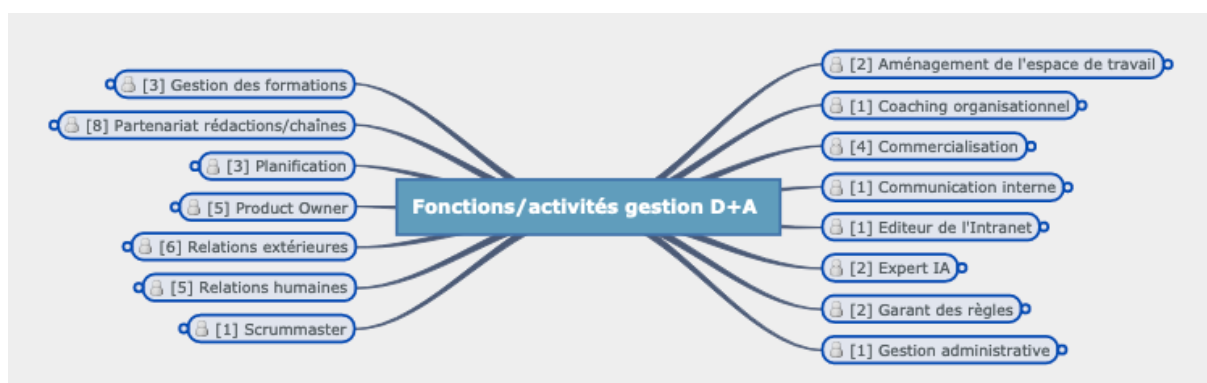 [3] Gestion des formations
[8] Partenariat rédactions/chaînes
[3] Planification
[5] Product Owner
[6] Relations extérieures
[5] Relations humaines
[1] Scrummaster
Fonctions/activités gestion D+A
[2] Aménagement de l'espace de travail
[1] Coaching organisationnel
[4] Commercialisation
[1] Communication interne
[1] Editeur de l'Intranet
[2] Expert IA
[2] Garant des règles
[1] Gestion administrative